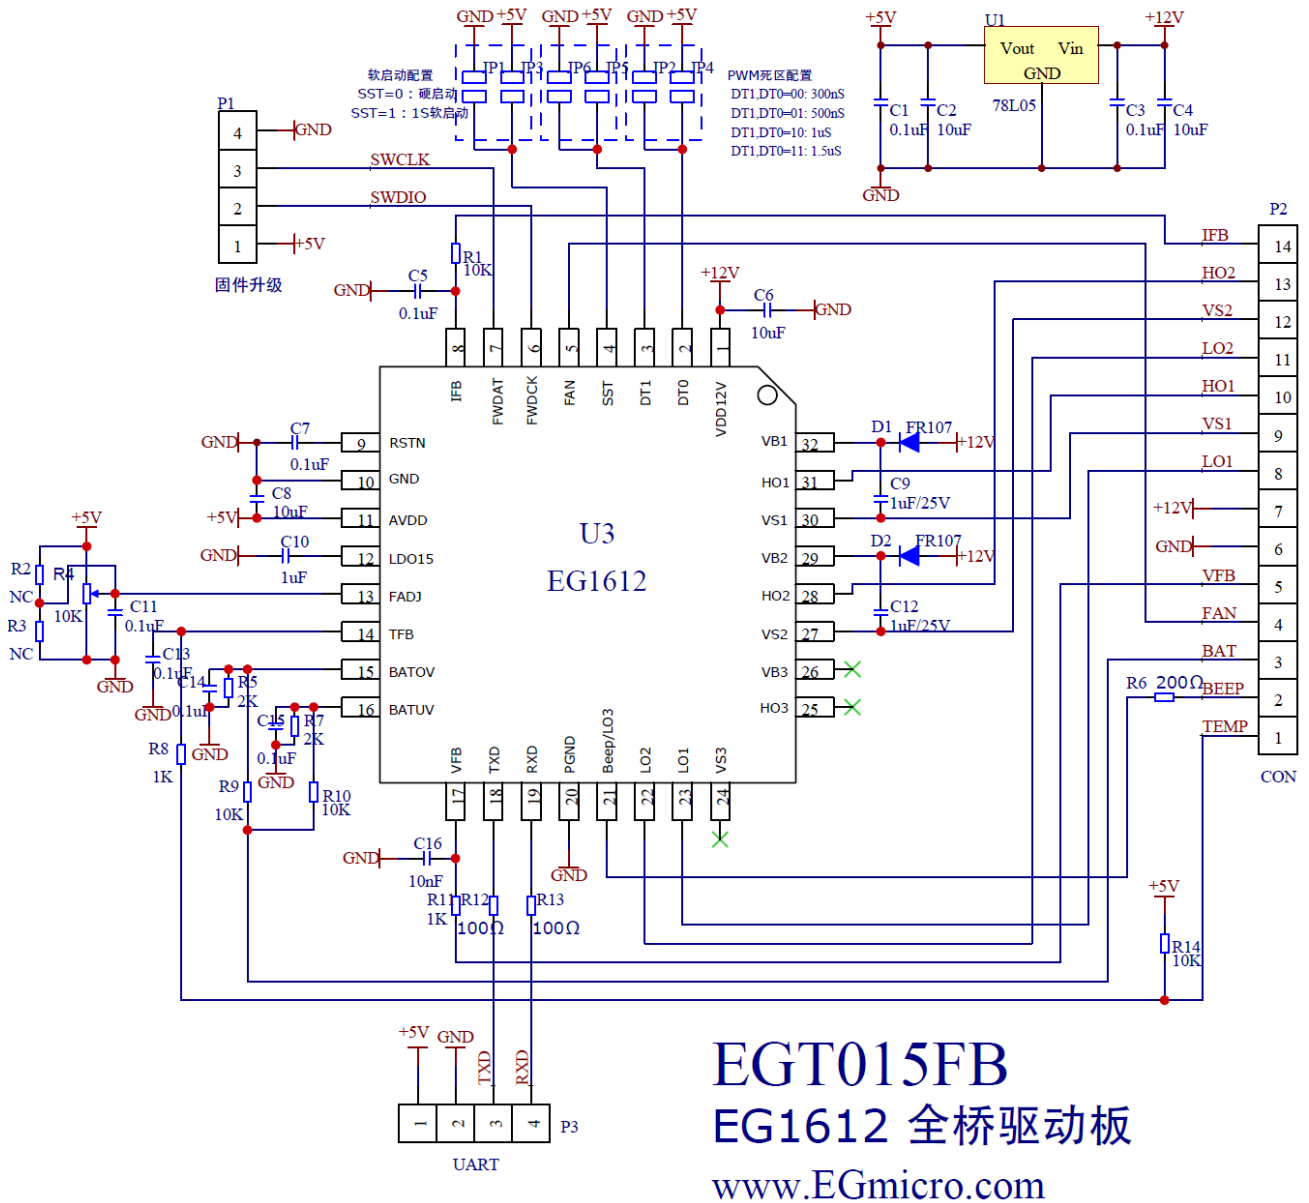 GND +5V GND +5V GND +5V
JP1 JP3 JP6 JP5 JP2 JP4
软启动配置
SST=0：硬启动
SST=1：1S软启动
PWM死区配置
DT1,DT0=00: 300nS
DT1,DT0=01: 500nS
DT1,DT0=10: 1uS
DT1,DT0=11: 1.5uS
+5V
U1
+12V
Vout Vin
GND
78L05
C1
0.1uF
C2
10uF
C3
0.1uF
C4
10uF
GND
P1
4 GND
3 SWCLK
2 SWDIO
1 +5V
固件升级
R1
10K
GND
C5
0.1uF
+12V
C6
10uF
GND
P2
IFB 14
HO2 13
VS2 12
LO2 11
HO1 10
VS1 9
LO1 8
+12V 7
GND 6
VFB 5
FAN 4
BAT 3
R6 200Ω BEEP 2
TEMP 1
CON
8 7 6 5 4 3 2 1
IFB FWDAT FWDCK FAN SST DT1 DT0 VDD12V
U3
EG1612
GND C7 0.1uF
9 RSTN
10 GND
C8
10uF
+5V
11 AVDD
GND C10 1uF
12 LDO15
13 FADJ
14 TFB
15 BATOV
16 BATUV
+5V
R2
NC
R3
NC
R4
10K
C11
0.1uF
GND
C13
0.1uF
GND
C14
0.1uF
R5
2K
GND
C15
0.1uF
R7
2K
GND
R8
1K
R9
10K
R10
10K
VB1 32
HO1 31
VS1 30
VB2 29
HO2 28
VS2 27
VB3 26
HO3 25
D1 FR107 +12V
C9
1uF/25V
D2 FR107 +12V
C12
1uF/25V
VFB TXD RXD PGND Beep/LO3 LO2 LO1 VS3
17 18 19 20 21 22 23 24
GND C16
10nF
GND
R11
1K
R12
100Ω
R13
100Ω
+5V
R14
10K
+5V GND TXD RXD
1 2 3 4 P3
UART
EGT015FB
EG1612 全桥驱动板
www.EGmicro.com